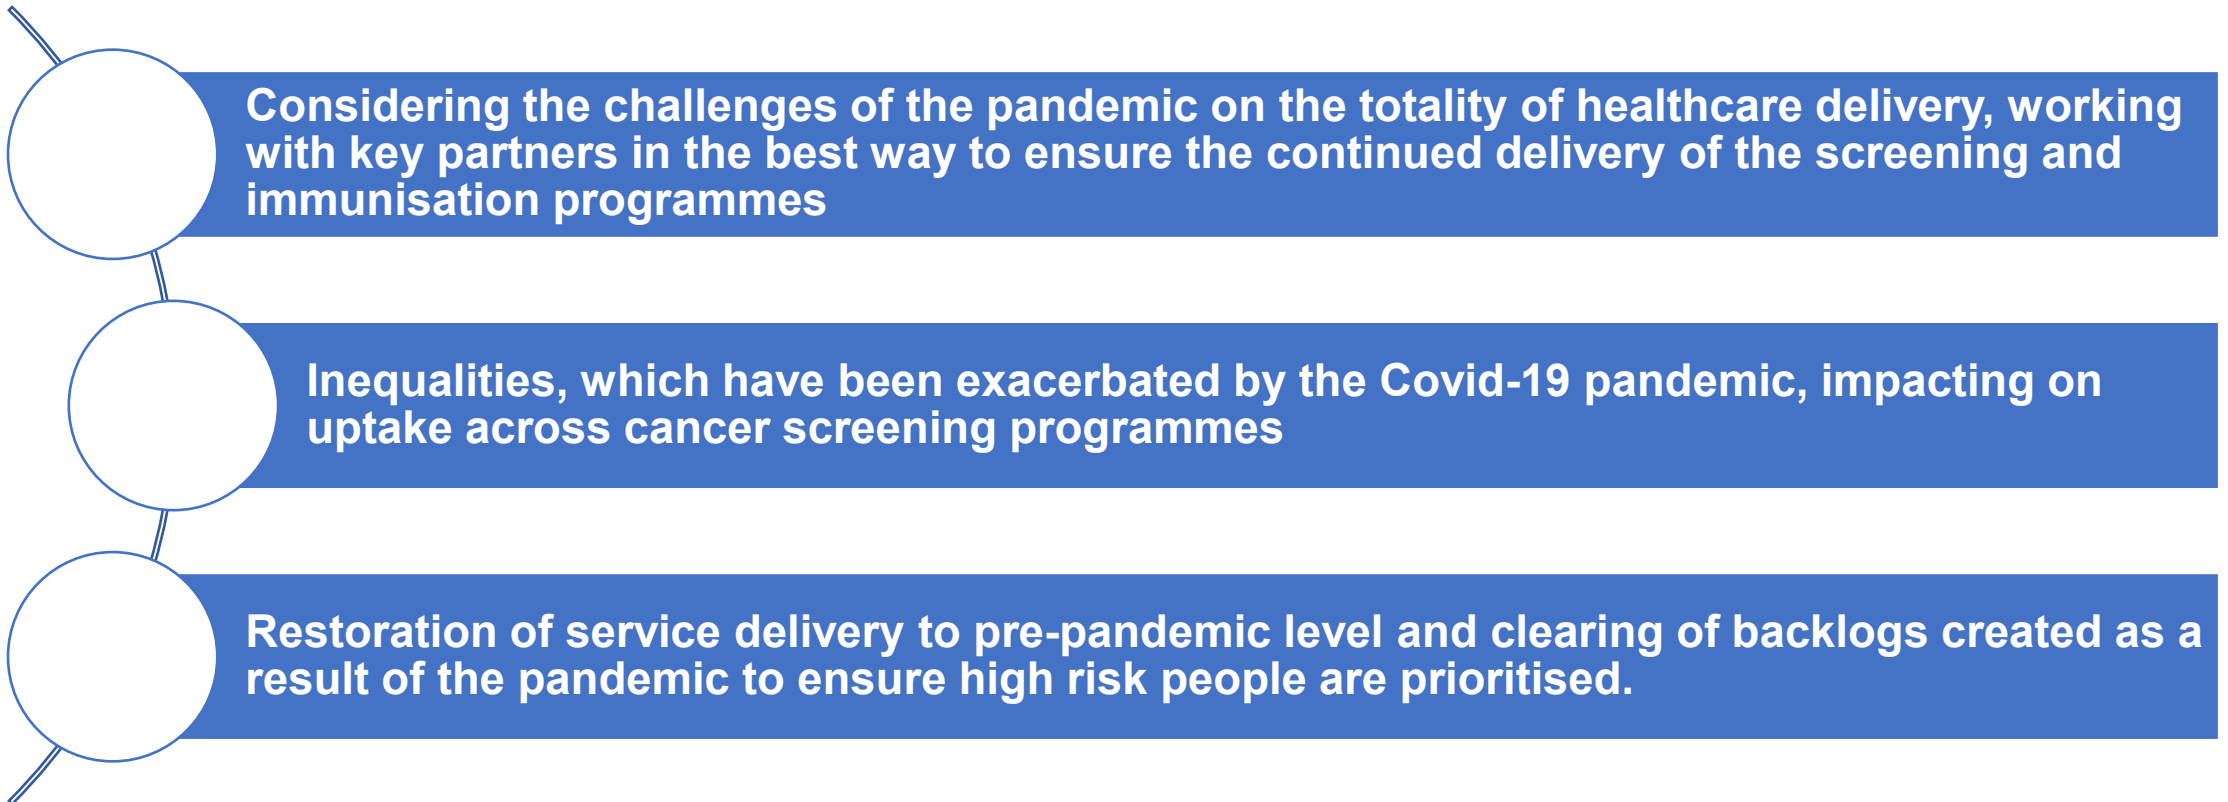 Considering the challenges of the pandemic on the totality of healthcare delivery, working
with key partners in the best way to ensure the continued delivery of the screening and
immunisation programmes
Inequalities, which have been exacerbated by the Covid-19 pandemic, impacting on
uptake across cancer screening programmes
Restoration of service delivery to pre-pandemic level and clearing of backlogs created as a
result of the pandemic to ensure high risk people are prioritised.